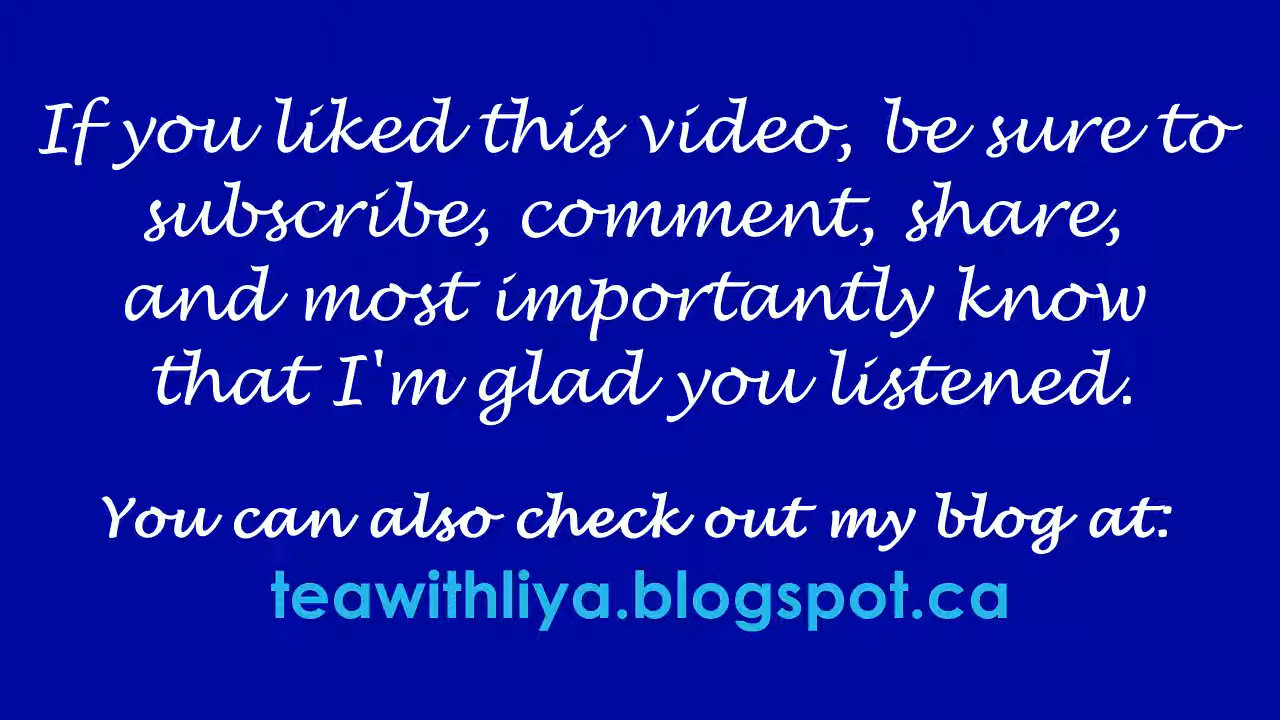 If you liked this video, be sure to
subscribe, comment, share,
and most importantly know
that I'm glad you listened.
You can also check out my blog at:
teawithliya.blogspot.ca